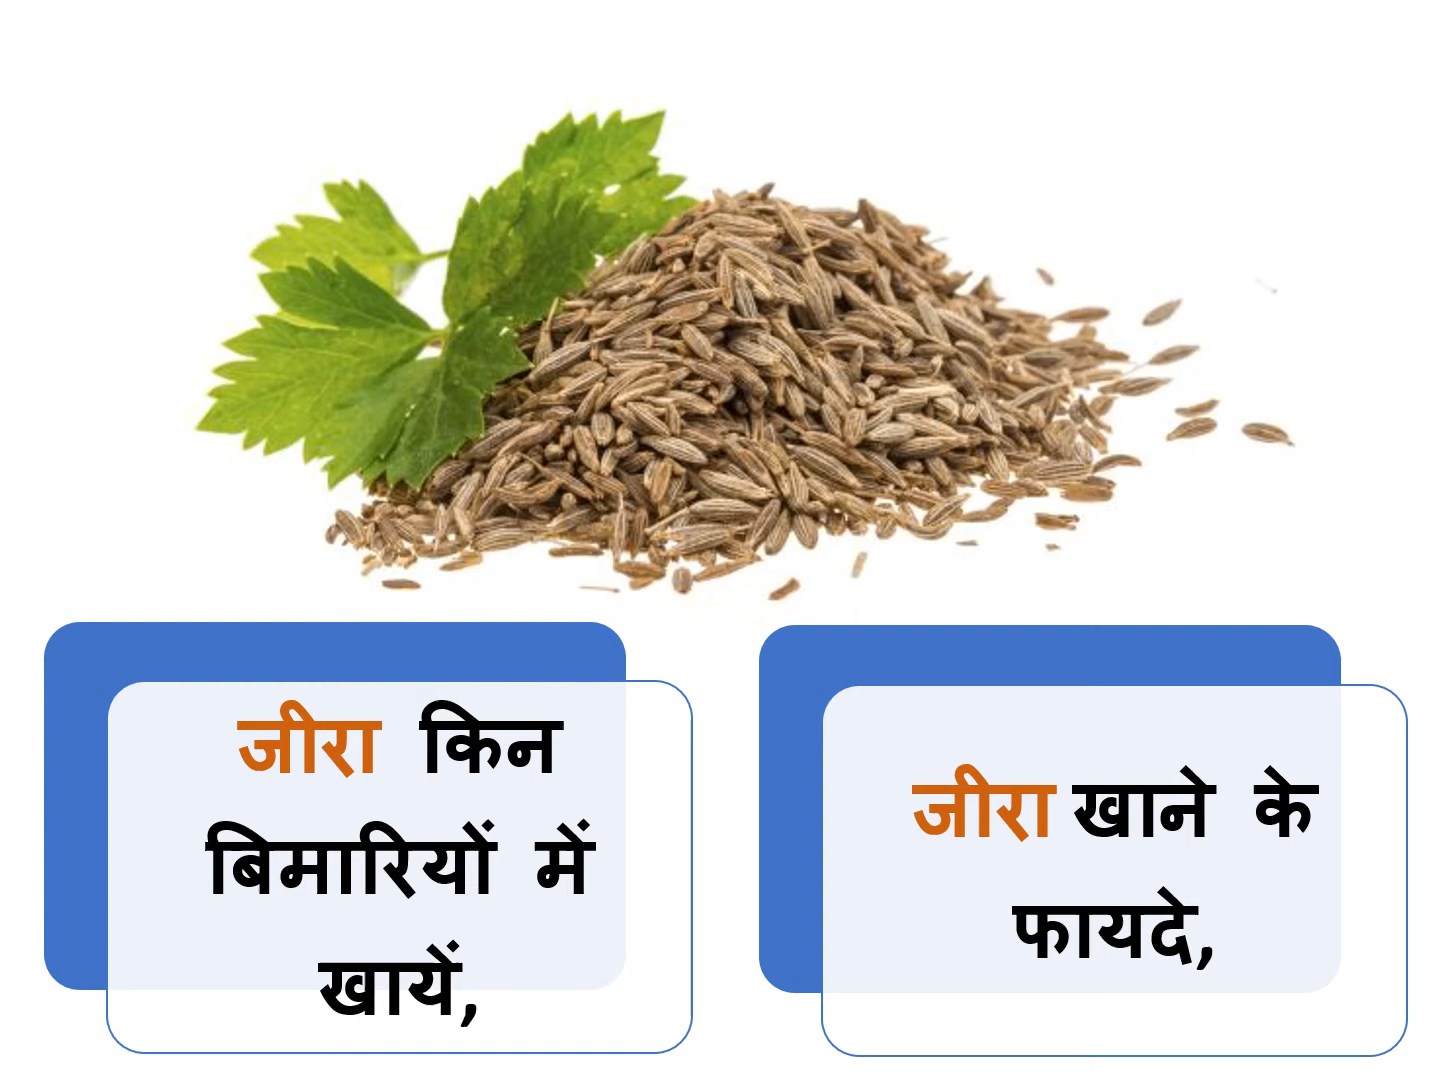 जीरा किन
बिमारियों में
खायें,
जीरा खाने के
फायदे,